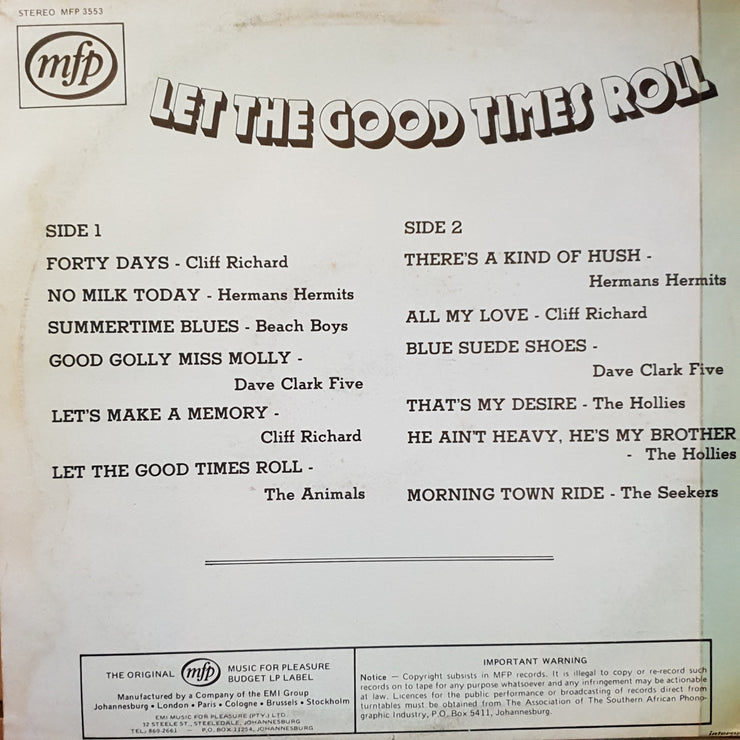 STEREO MFP 3553
mfp
LET THE GOOD TIMES ROLL
SIDE 1
FORTY DAYS - Cliff Richard
NO MILK TODAY - Hermans Hermits
SUMMERTIME BLUES - Beach Boys
GOOD GOLLY MISS MOLLY -
Dave Clark Five
LET'S MAKE A MEMORY -
Cliff Richard
LET THE GOOD TIMES ROLL -
The Animals
SIDE 2
THERE'S A KIND OF HUSH -
Hermans Hermits
ALL MY LOVE - Cliff Richard
BLUE SUEDE SHOES -
Dave Clark Five
THAT'S MY DESIRE - The Hollies
HE AIN'T HEAVY, HE'S MY BROTHER
- The Hollies
MORNING TOWN RIDE - The Seekers
THE ORIGINAL mfp MUSIC FOR PLEASURE
BUDGET LP LABEL
Manufactured by a Company of the EMI Group
Johannesburg • London • Paris • Cologne • Brussels • Stockholm
EMI MUSIC FOR PLEASURE (PTY.) LTD.
12 STEELE ST., STEELEDALE, JOHANNESBURG
TEL: 869-2661 - P.O. BOX 11254, JOHANNESBURG
IMPORTANT WARNING
Notice — Copyright subsists in MFP records. It is illegal to copy or re-record such
records on to tape for any purpose whatsoever and any infringement may be actionable
at law. Licences for the public performance or broadcasting of records direct from
turntables must be obtained from The Association of The Southern African Phono-
graphic Industry, P.O. Box 5411, Johannesburg.